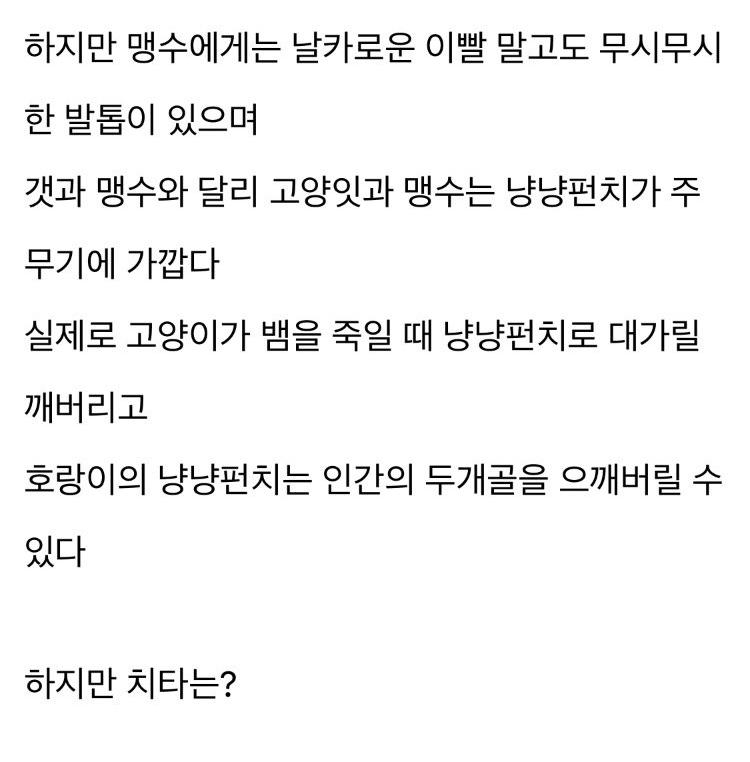 하지만 맹수에게는 날카로운 이빨 말고도 무시무시
한 발톱이 있으며
갯과 맹수와 달리 고양잇과 맹수는 냥냥펀치가 주
무기에 가깝다
실제로 고양이가 뱀을 죽일 때 냥냥펀치로 대가릴
깨버리고
호랑이의 냥냥펀치는 인간의 두개골을 으깨버릴 수
있다
하지만 치타는?